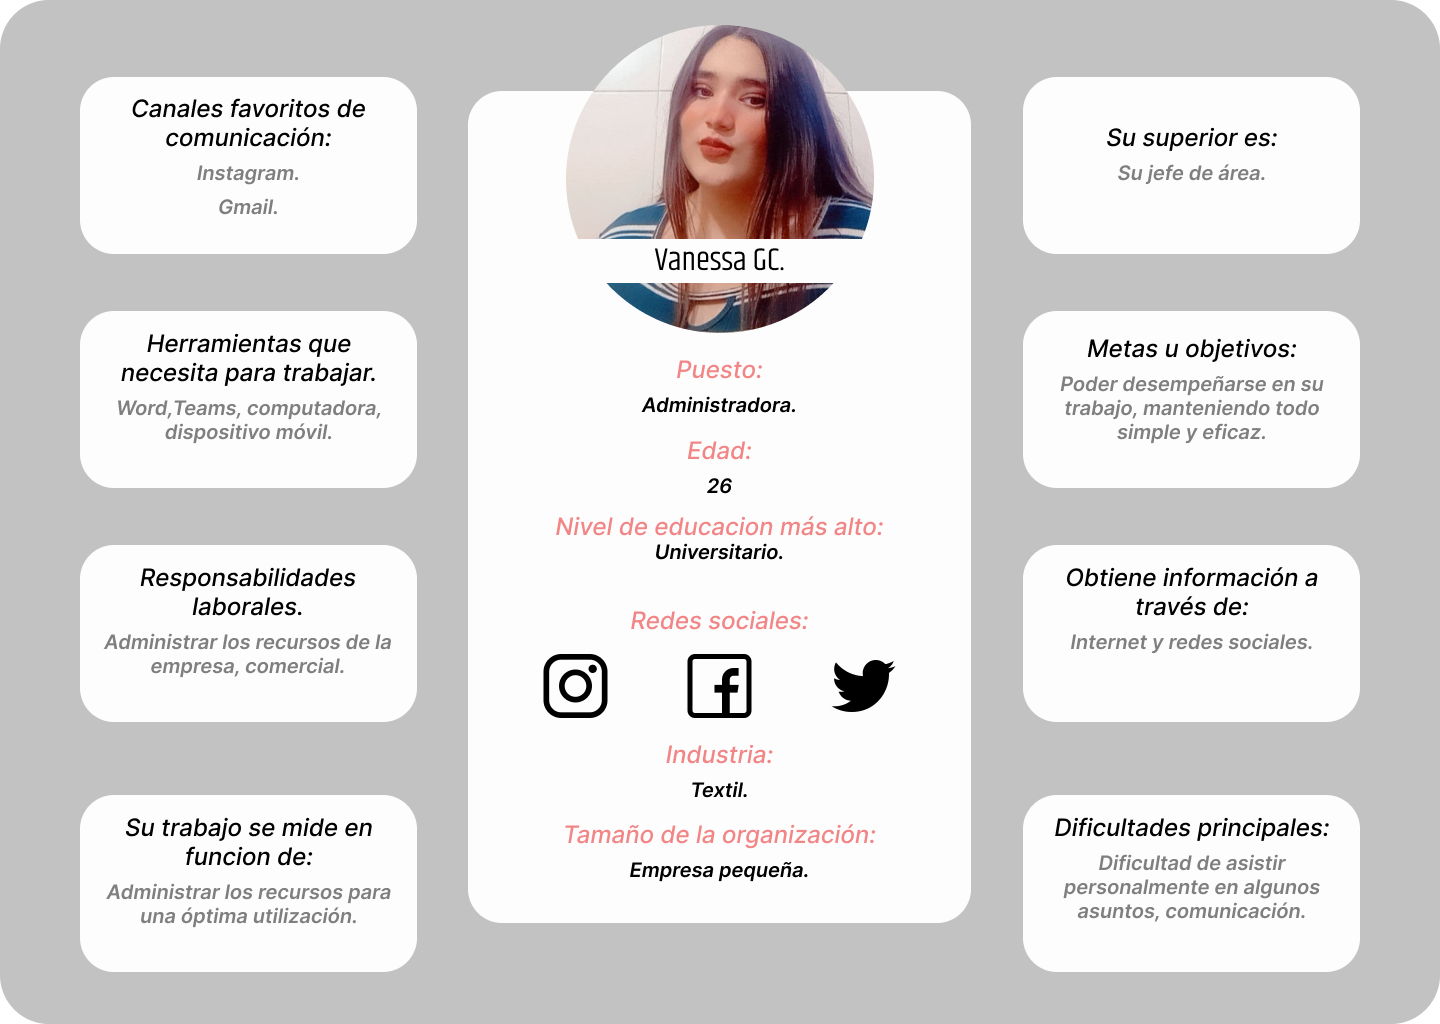 Canales favoritos de
comunicación:
Instagram.
Gmail.
Herramientas que
necesita para trabajar.
Word,Teams, computadora,
dispositivo móvil.
Responsabilidades
laborales.
Administrar los recursos de la
empresa, comercial.
Su trabajo se mide en
funcion de:
Administrar los recursos para
una óptima utilización.
Vanessa GC.
Puesto:
Administradora.
Edad:
26
Nivel de educacion más alto:
Universitario.
Redes sociales:
Industria:
Textil.
Tamaño de la organización:
Empresa pequeña.
Su superior es:
Su jefe de área.
Metas u objetivos:
Poder desempeñarse en su
trabajo, manteniendo todo
simple y eficaz.
Obtiene información a
través de:
Internet y redes sociales.
Dificultades principales:
Dificultad de asistir
personalmente en algunos
asuntos, comunicación.